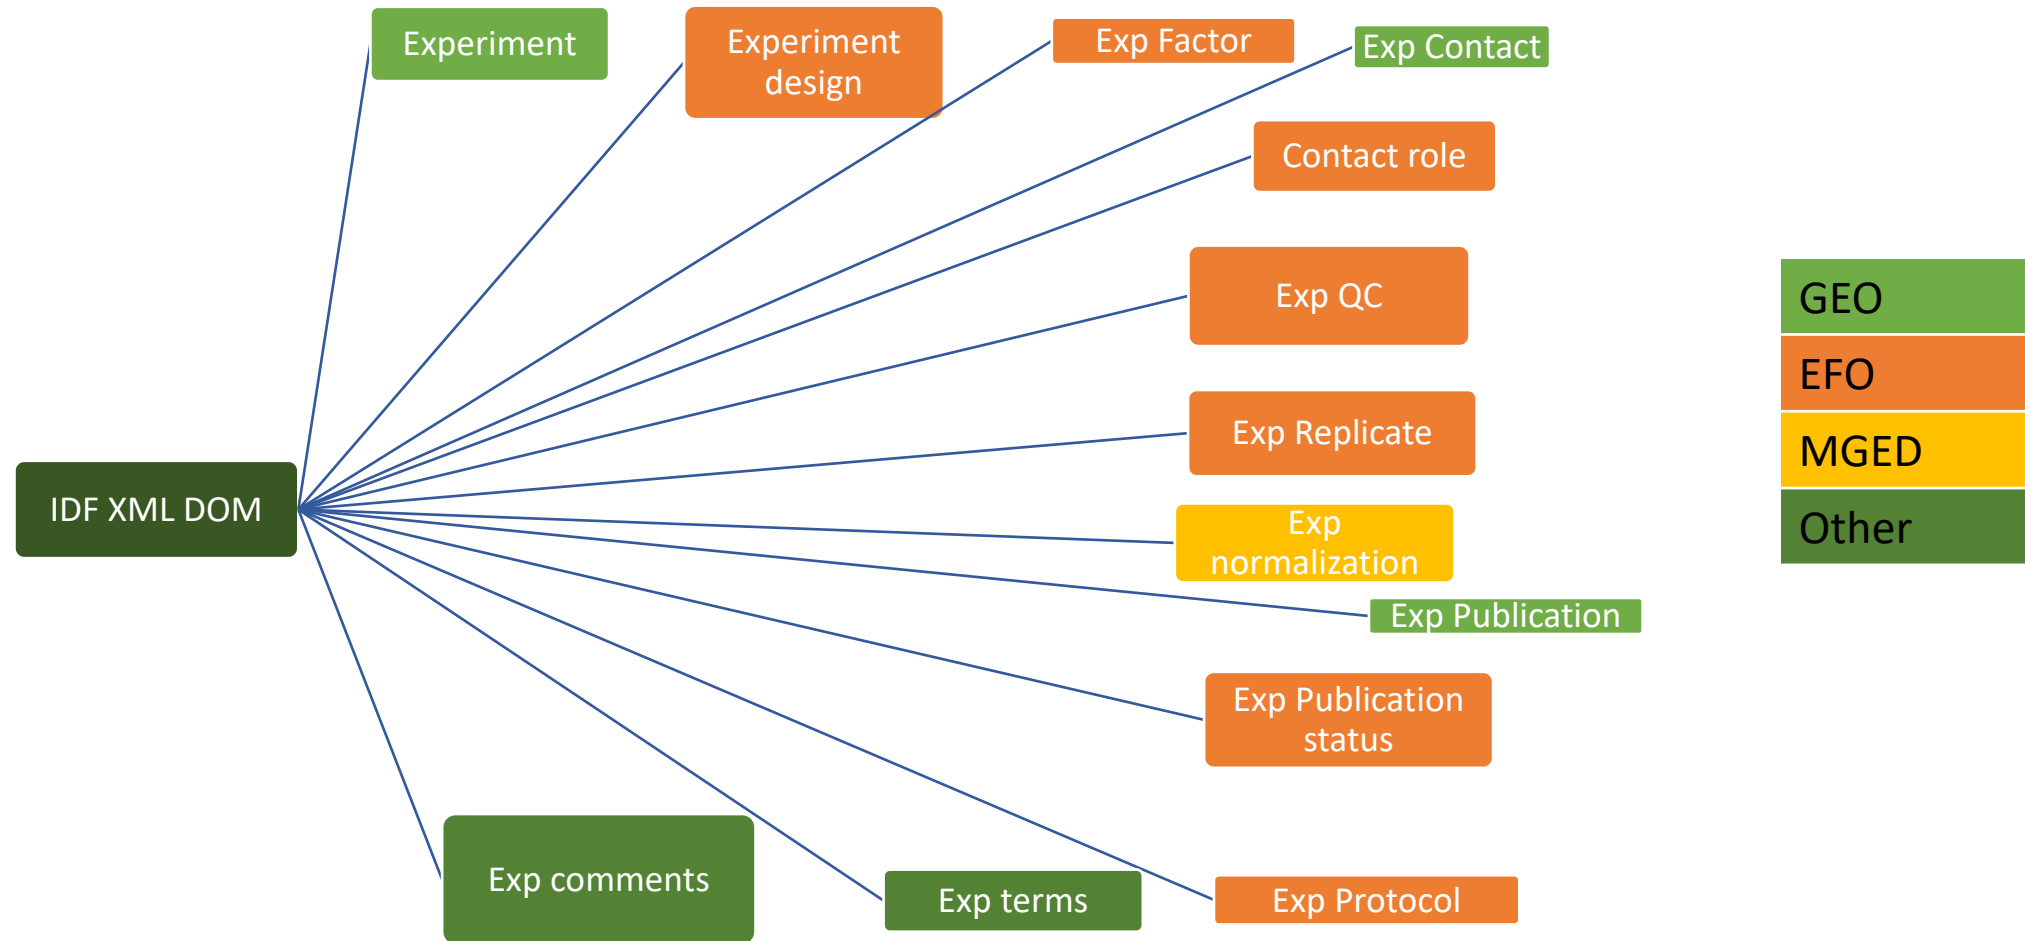 Experiment
Experiment
design
Exp Factor
Exp Contact
Contact role
Exp QC
Exp Replicate
IDF XML DOM
Exp
normalization
Exp Publication
Exp Publication
status
Exp comments
Exp terms
Exp Protocol
GEO
EFO
MGED
Other